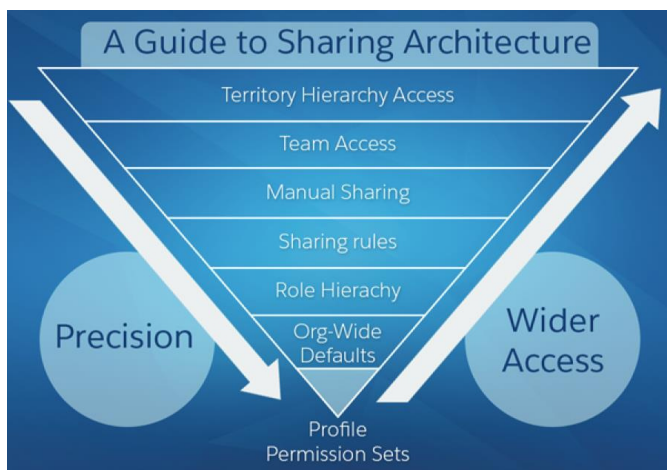 A Guide to Sharing Architecture
Territory Hierarchy Access
Team Access
Manual Sharing
Sharing rules
Role Hierachy
Org-Wide
Defaults
Precision
Wider
Access
Profile
Permission Sets